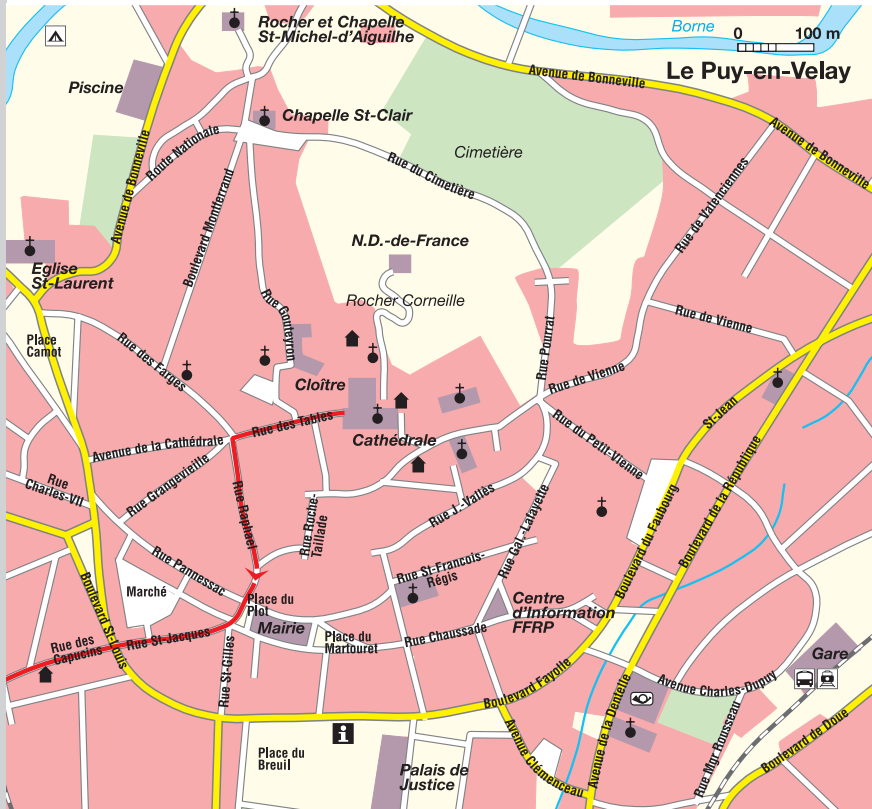 Rocher et Chapelle
St-Michel-d'Aiguilhe
Borne
0 100 m
Le Puy-en-Velay
Avenue de Bonneville
Piscine
Chapelle St-Clair
Avenue de Bonneville
Route Nationale
Cimetière
Rue du Cimetière
Avenue de Bonneville
Boulevard Montferrand
Rue de Valenciennes
N.D.-de-France
Eglise
St-Laurent
Rocher Corneille
Rue Gouteyron
Place
Carnot
Rue des Farges
Rue Pourrat
Rue de Vienne
Cloître
Rue de Vienne
Rue des Tables
Cathédrale
Avenue de la Cathédrale
Rue du Petit-Vienne
St-Jean
Rue
Charles-VII
Rue Grangevieille
Rue Raphael
Rue Roche-
Taillade
Rue J.-Vallès
Rue Gal.-Lafayette
Boulevard du Faubourg
Boulevard de la République
Rue Pannessac
Rue St-François-
Régis
Marché
Place du
Plot
Centre
d'Information
FFRP
Mairie
Place du
Martouret
Rue Chaussade
Boulevard St-Louis
Rue des
Capucins
Rue St-Jacques
Rue St-Gilles
Gare
Boulevard Fayolle
Avenue Charles-Dupuy
i
Place du
Breuil
Palais de
Justice
Avenue Clémenceau
Avenue de la Dentelle
Rue Mgr Rousseau
Boulevard de Doue